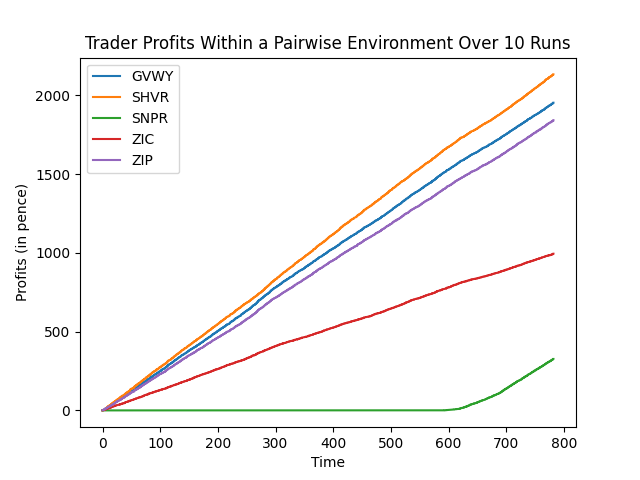 Trader Profits Within a Pairwise Environment Over 10 Runs
GVWY
SHVR
SNPR
ZIC
ZIP
2000
1500
1000
500
0
Profits (in pence)
0 100 200 300 400 500 600 700 800
Time